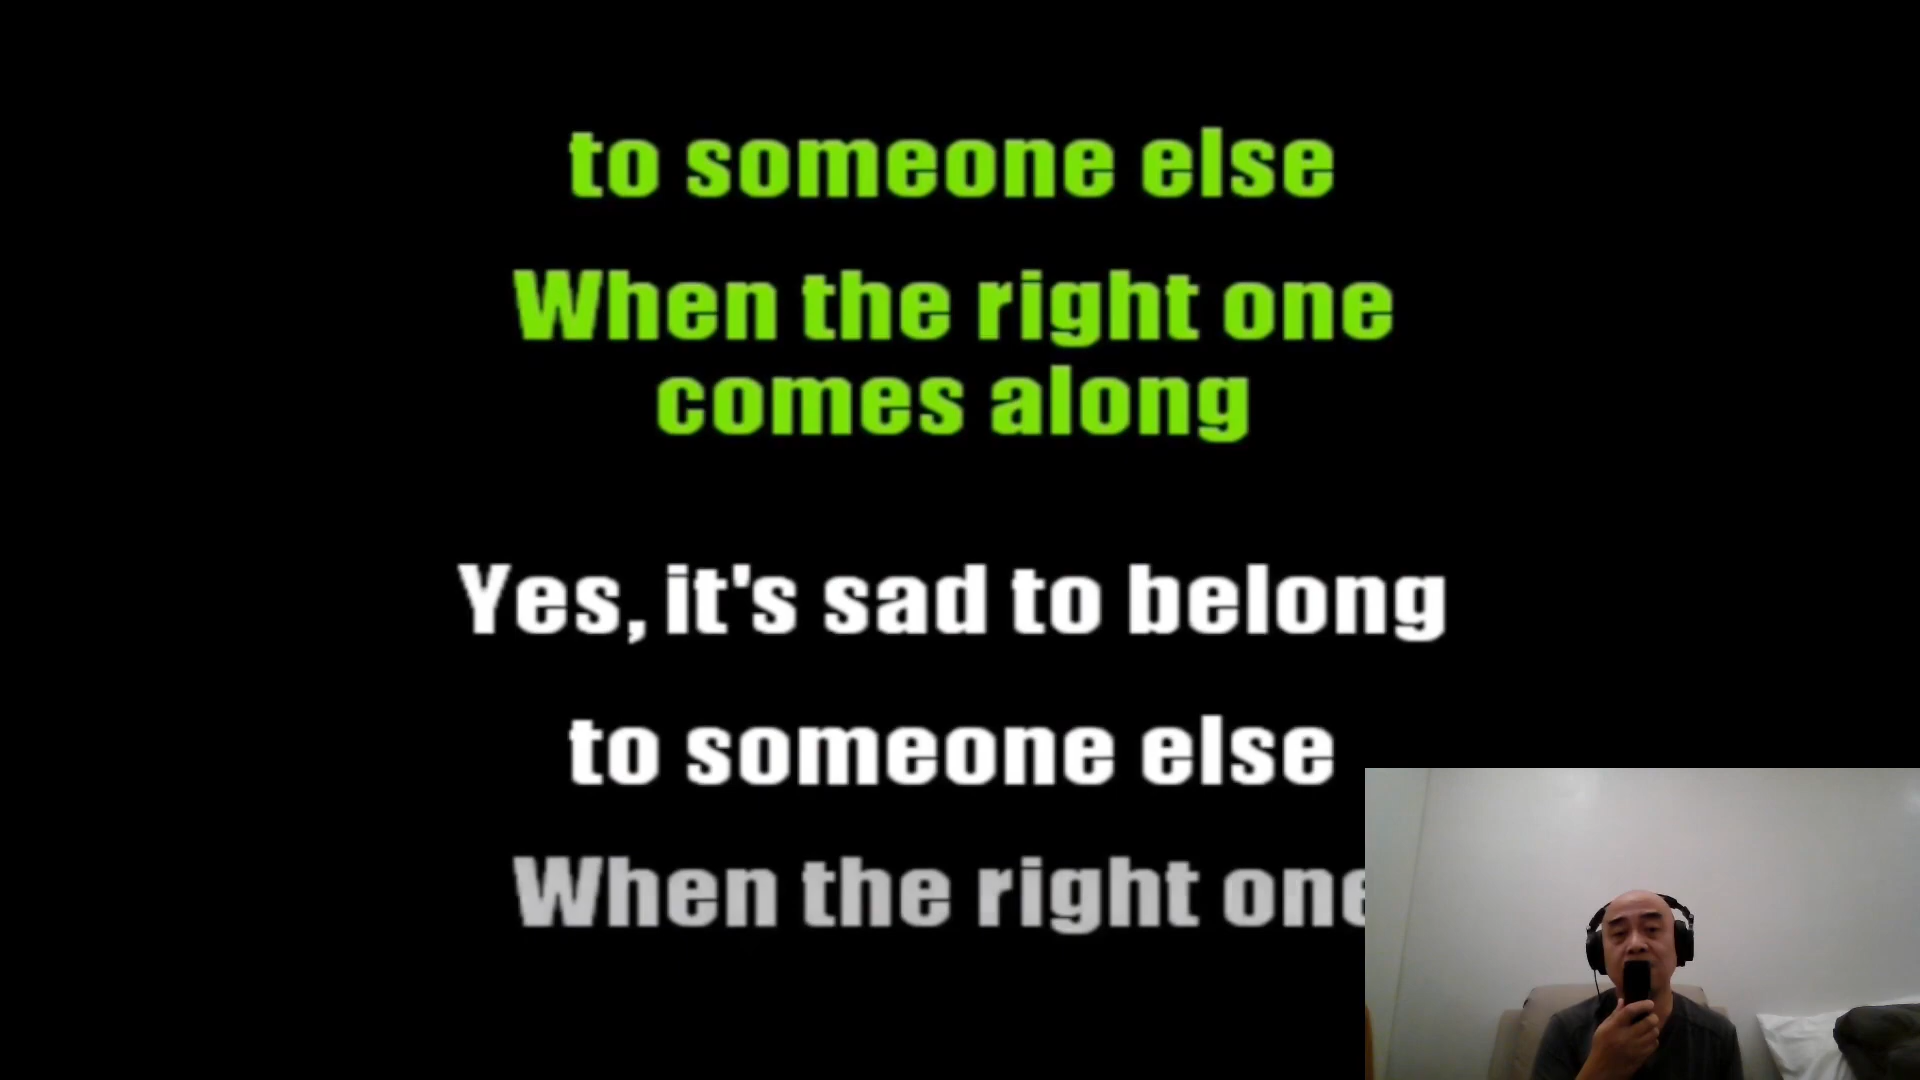 to someone else
When the right one
comes along
Yes, it's sad to belong
to someone else
When the right one